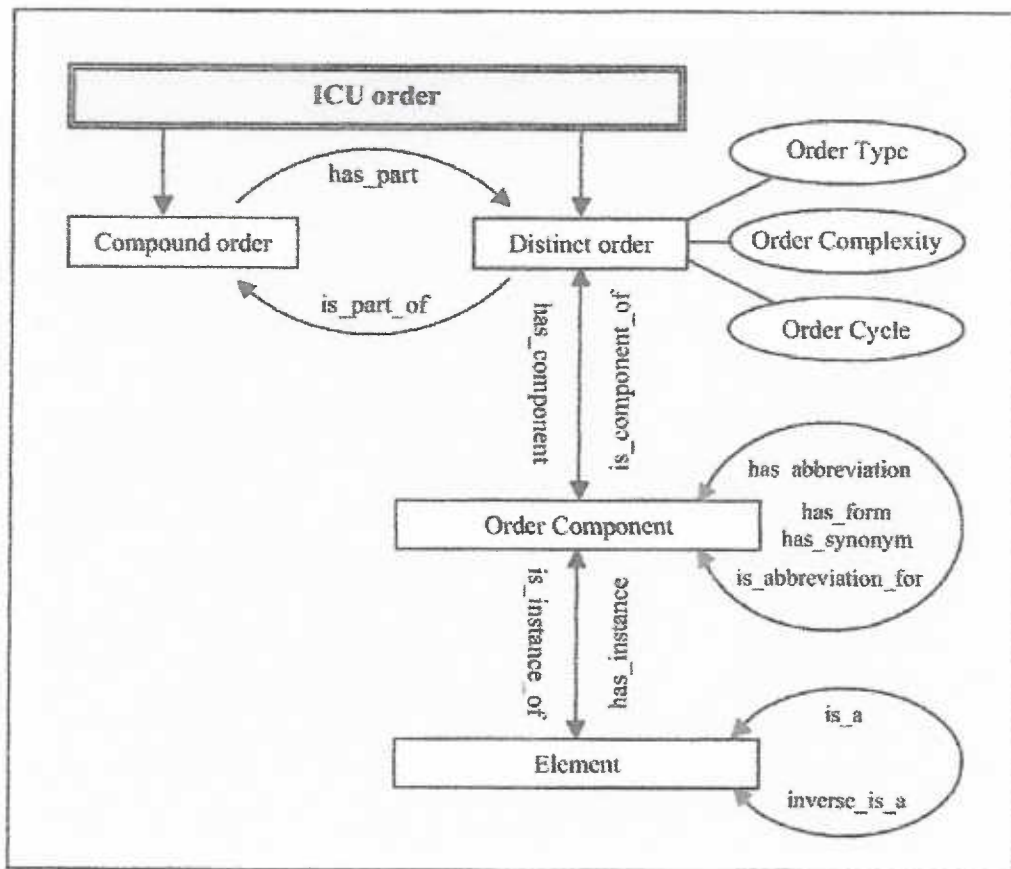 ICU order
Order Type
has_part
Compound order
Distinct order
Order Complexity
is_part_of
Order Cycle
has_component
is_component_of
has_abbreviation
Order Component
has_form
has_synonym
is_abbreviation_for
is_instance_of
has_instance
is_a
Element
inverse_is_a